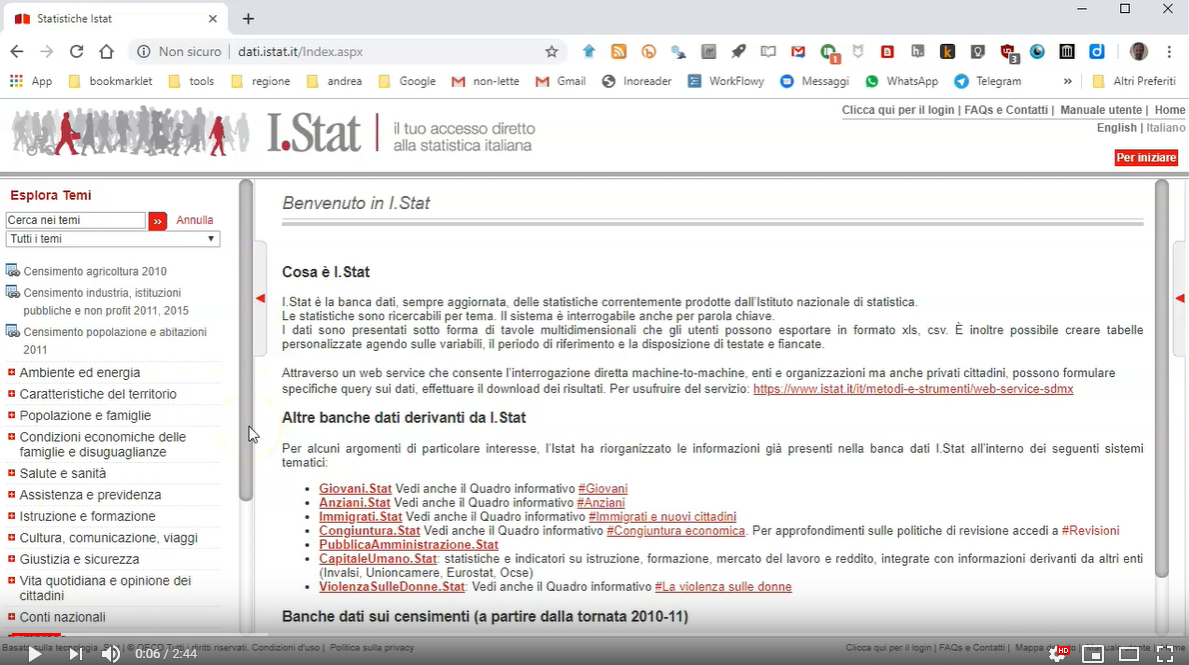 Statistiche Istat
Non sicuro | dati.istat.it/Index.aspx
App bookmarklet tools regione andrea Google non-lette Gmail Inoreader WorkFlowy Messaggi WhatsApp Telegram » Altri Preferiti
Clicca qui per il login | FAQs e Contatti | Manuale utente | Home
English | Italiano
I.Stat
il tuo accesso diretto
alla statistica italiana
Per iniziare
Esplora Temi
Cerca nei temi » Annulla
Tutti i temi
Censimento agricoltura 2010
Censimento industria, istituzioni
pubbliche e non profit 2011, 2015
Censimento popolazione e abitazioni
2011
Ambiente ed energia
Caratteristiche del territorio
Popolazione e famiglie
Condizioni economiche delle
famiglie e disuguaglianze
Salute e sanità
Assistenza e previdenza
Istruzione e formazione
Cultura, comunicazione, viaggi
Giustizia e sicurezza
Vita quotidiana e opinione dei
cittadini
Conti nazionali
Benvenuto in I.Stat
Cosa è I.Stat
I.Stat è la banca dati, sempre aggiornata, delle statistiche correntemente prodotte dall'Istituto nazionale di statistica.
Le statistiche sono ricercabili per tema. Il sistema è interrogabile anche per parola chiave.
I dati sono presentati sotto forma di tavole multidimensionali che gli utenti possono esportare in formato xls, csv. È inoltre possibile creare tabelle
personalizzate agendo sulle variabili, il periodo di riferimento e la disposizione di testate e fiancate.
Attraverso un web service che consente l'interrogazione diretta machine-to-machine, enti e organizzazioni ma anche privati cittadini, possono formulare
specifiche query sui dati, effettuare il download dei risultati. Per usufruire del servizio: https://www.istat.it/it/metodi-e-strumenti/web-service-sdmx
Altre banche dati derivanti da I.Stat
Per alcuni argomenti di particolare interesse, l'Istat ha riorganizzato le informazioni già presenti nella banca dati I.Stat all'interno dei seguenti sistemi
tematici:
Giovani.Stat Vedi anche il Quadro informativo #Giovani
Anziani.Stat Vedi anche il Quadro informativo #Anziani
Immigrati.Stat Vedi anche il Quadro informativo #Immigrati e nuovi cittadini
Congiuntura.Stat Vedi anche il Quadro informativo #Congiuntura economica. Per approfondimenti sulle politiche di revisione accedi a #Revisioni
PubblicaAmministrazione.Stat
CapitaleUmano.Stat: statistiche e indicatori su istruzione, formazione, mercato del lavoro e reddito, integrate con informazioni derivanti da altri enti
(Invalsi, Unioncamere, Eurostat, Ocse)
ViolenzaSulleDonne.Stat: Vedi anche il Quadro informativo #La violenza sulle donne
Banche dati sui censimenti (a partire dalla tornata 2010-11)
Basato sulla tecnologia .Stat | © OECD Tutti i diritti riservati. Condizioni d'uso | Politica sulla privacy
Clicca qui per il login | FAQs e Contatti |
0:06 / 2:44
HD